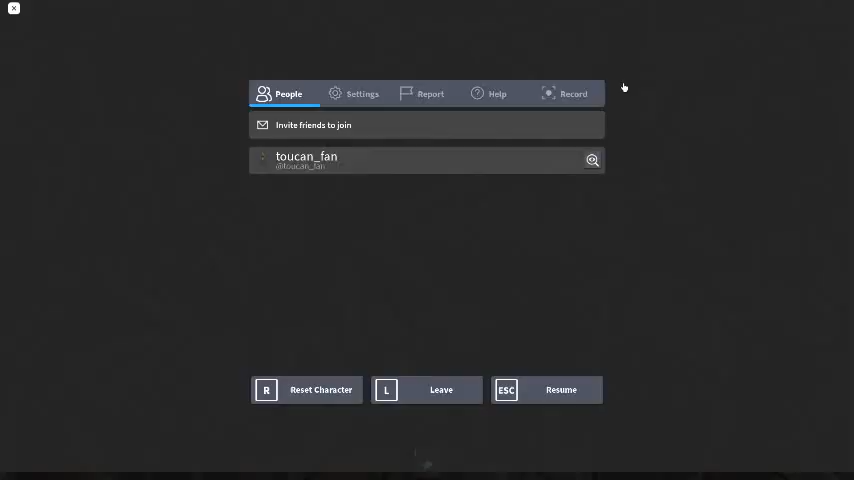 People Settings Report Help Record
Invite friends to join
toucan_fan
@toucan_fan
R Reset Character L Leave ESC Resume